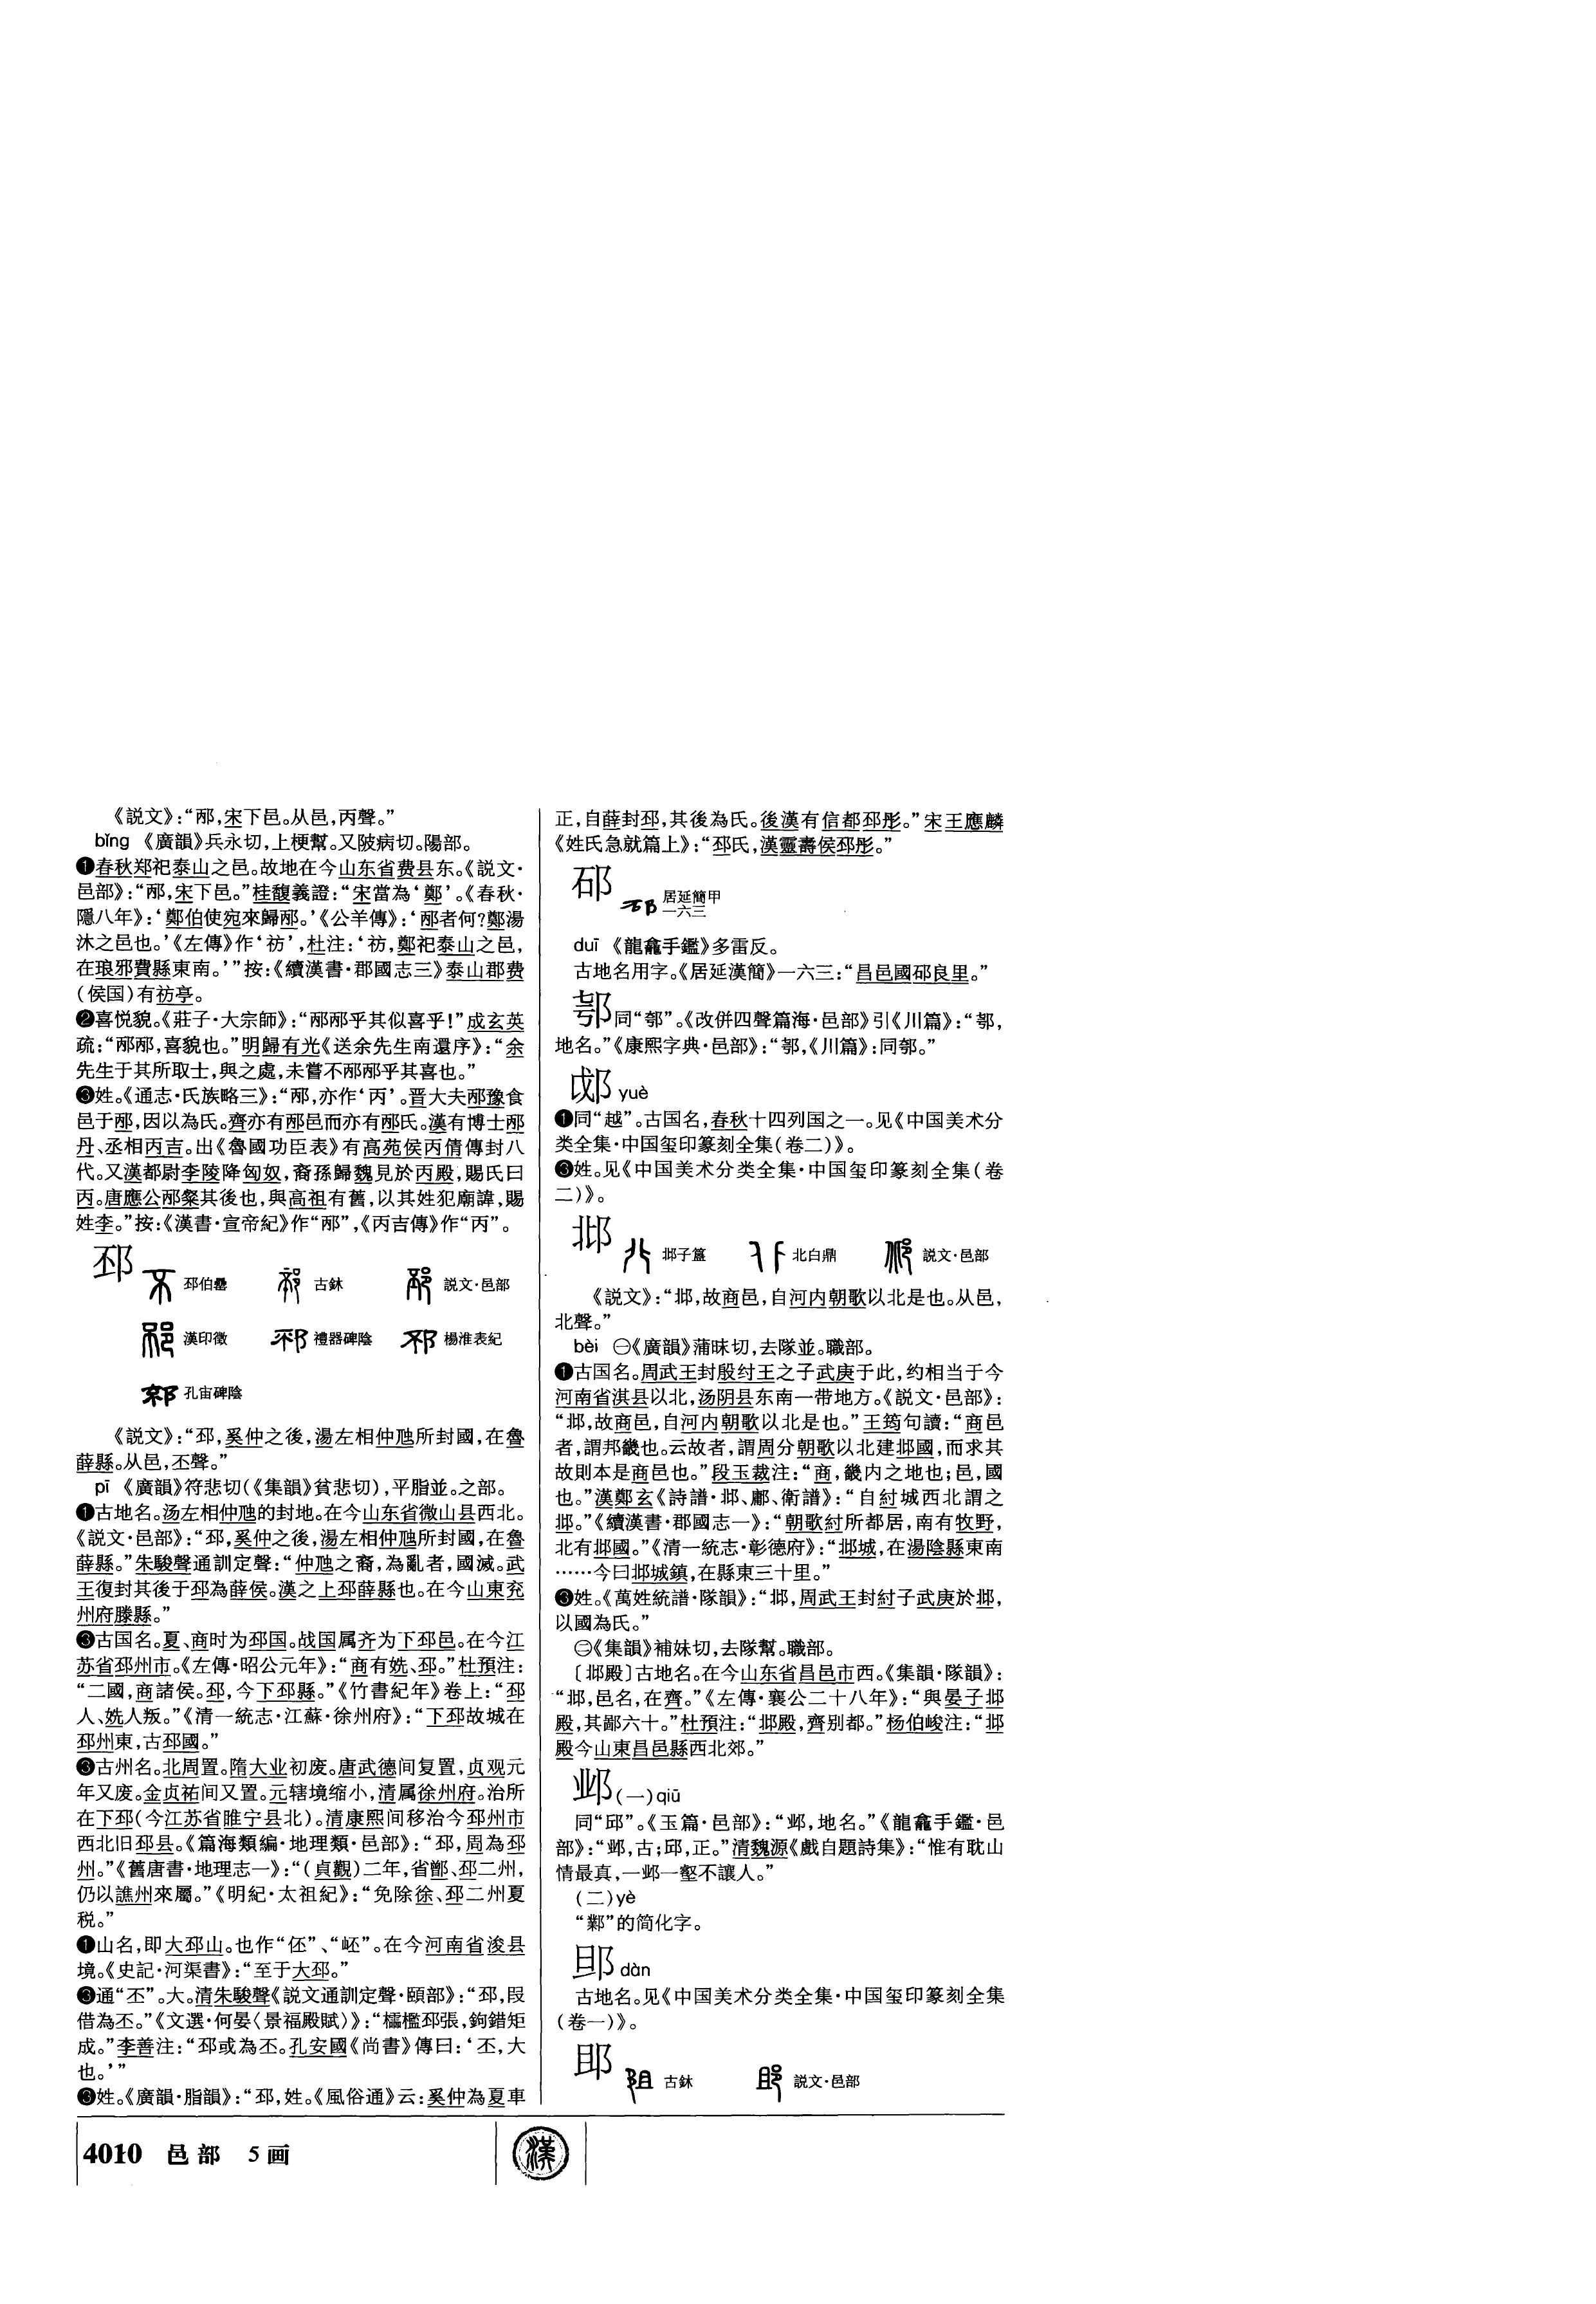 《説文》：“邴，宋下邑。从邑，丙聲。”
bǐng 《廣韻》兵永切，上梗幫。又陂病切。陽部。
❶春秋郑祀泰山之邑。故地在今山东省费县东。《説文·
邑部》：“邴，宋下邑。”桂馥義證：“宋當為‘鄭’。《春秋·
隱八年》：‘鄭伯使宛來歸邴。’《公羊傳》：‘邴者何？鄭湯
沐之邑也。’《左傳》作‘祊’，杜注：‘祊，鄭祀泰山之邑，
在琅邪費縣東南。’”按：《續漢書·郡國志三》泰山郡费
（侯国）有祊亭。
❷喜悦貌。《莊子·大宗師》：“邴邴乎其似喜乎！”成玄英
疏：“邴邴，喜貌也。”明歸有光《送余先生南還序》：“余
先生于其所取士，與之處，未嘗不邴邴乎其喜也。”
❸姓。《通志·氏族略三》：“邴，亦作‘丙’。晋大夫邴豫食
邑于邴，因以為氏。齊亦有邴邑而亦有邴氏。漢有博士邴
丹、丞相丙吉。出《魯國功臣表》有高苑侯丙倩傳封八
代。又漢都尉李陵降匈奴，裔孫歸魏見於丙殿，賜氏曰
丙。唐應公邴粲其後也，與高祖有舊，以其姓犯廟諱，賜
姓李。”按：《漢書·宣帝紀》作“邴”，《丙吉傳》作“丙”。
邳 邳伯罍 古鉥 説文·邑部
漢印徵 禮器碑陰 楊淮表紀
孔宙碑陰
《説文》：“邳，奚仲之後，湯左相仲虺所封國，在魯
薛縣。从邑，丕聲。”
pī 《廣韻》符悲切（《集韻》貧悲切），平脂並。之部。
❶古地名。汤左相仲虺的封地。在今山东省微山县西北。
《説文·邑部》：“邳，奚仲之後，湯左相仲虺所封國，在魯
薛縣。”朱駿聲通訓定聲：“仲虺之裔，為亂者，國滅。武
王復封其後于邳為薛侯。漢之上邳薛縣也。在今山東兖
州府滕縣。”
❸古国名。夏、商时为邳国。战国属齐为下邳邑。在今江
苏省邳州市。《左傳·昭公元年》：“商有姺、邳。”杜預注：
“二國，商諸侯。邳，今下邳縣。”《竹書紀年》卷上：“邳
人、姺人叛。”《清一統志·江蘇·徐州府》：“下邳故城在
邳州東，古邳國。”
❸古州名。北周置。隋大业初废。唐武德间复置，贞观元
年又废。金贞祐间又置。元辖境缩小，清属徐州府。治所
在下邳（今江苏省睢宁县北）。清康熙间移治今邳州市
西北旧邳县。《篇海類編·地理類·邑部》：“邳，周為邳
州。”《舊唐書·地理志一》：“（貞觀）二年，省鄫、邳二州，
仍以譙州來屬。”《明紀·太祖紀》：“免除徐、邳二州夏
税。”
❶山名，即大邳山。也作“伾”、“岯”。在今河南省浚县
境。《史記·河渠書》：“至于大邳。”
❸通“丕”。大。清朱駿聲《説文通訓定聲·頤部》：“邳，叚
借為丕。”《文選·何晏〈景福殿賦〉》：“櫺檻邳張，鉤錯矩
成。”李善注：“邳或為丕。孔安國《尚書》傳曰：‘丕，大
也。’”
❸姓。《廣韻·脂韻》：“邳，姓。《風俗通》云：奚仲為夏車
正，自薛封邳，其後為氏。後漢有信都邳彤。”宋王應麟
《姓氏急就篇上》：“邳氏，漢靈壽侯邳彤。”
居延簡甲
一六三
duī 《龍龕手鑑》多雷反。
古地名用字。《居延漢簡》一六三：“昌邑國䂞良里。”
同“鄂”。《改併四聲篇海·邑部》引《川篇》：“
地名。”《康熙字典·邑部》：
yuè
❶同“越”。古国名，春秋十四列国之一。见《中国美术分
类全集·中国玺印篆刻全集（卷二）》。
❸姓。见《中国美术分类全集·中国玺印篆刻全集（卷
二）》。
邶 邶子簋 北白鼎 説文·邑部
《説文》：“邶，故商邑，自河内朝歌以北是也。从邑，
北聲。”
bèi ㊀《廣韻》蒲昧切，去隊並。職部。
❶古国名。周武王封殷纣王之子武庚于此，约相当于今
河南省淇县以北，汤阴县东南一带地方。《説文·邑部》：
“邶，故商邑，自河内朝歌以北是也。”王筠句讀：“商邑
者，謂邦畿也。云故者，謂周分朝歌以北建邶國，而求其
故則本是商邑也。”段玉裁注：“商，畿内之地也；邑，國
也。”漢鄭玄《詩譜·邶、鄘、衛譜》：“自紂城西北謂之
邶。”《續漢書·郡國志一》：“朝歌紂所都居，南有牧野，
北有邶國。”《清一統志·彰德府》：“邶城，在湯陰縣東南
……今曰邶城鎮，在縣東三十里。”
❸姓。《萬姓統譜·隊韻》：“邶，周武王封紂子武庚於邶，
以國為氏。”
㊁《集韻》補妹切，去隊幫。職部。
〔邶殿〕古地名。在今山东省昌邑市西。《集韻·隊韻》：
“邶，邑名，在齊。”《左傳·襄公二十八年》：“與晏子邶
殿，其鄙六十。”杜預注：“邶殿，齊别都。”杨伯峻注：“邶
殿今山東昌邑縣西北郊。”
邺（一）qiū
同“邱”。《玉篇·邑部》：“邺，地名。”《龍龕手鑑·邑
部》：“邺，古；邱，正。”清魏源《戲自題詩集》：“惟有耽山
情最真，一邺一壑不讓人。”
（二）yè
“鄴”的简化字。
dàn
古地名。见《中国美术分类全集·中国玺印篆刻全集
（卷一）》。
古鉥 説文·邑部
4010 邑部 5画
漢